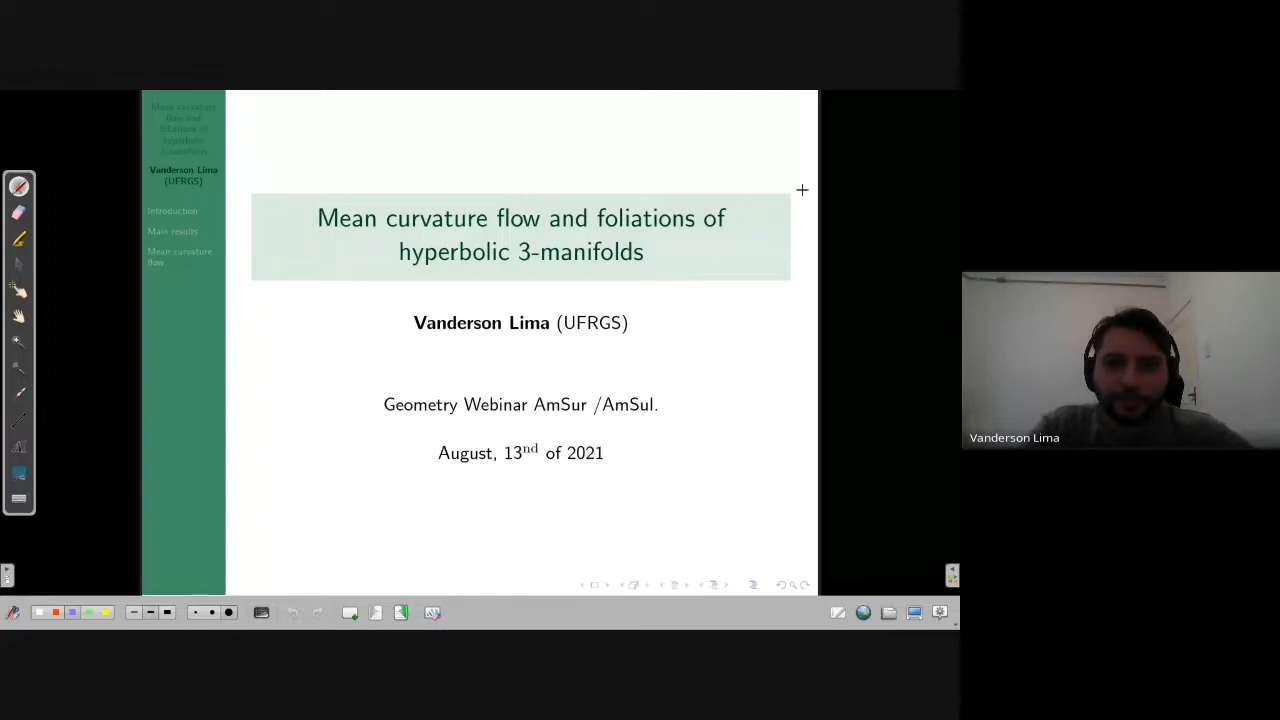 Mean curvature
flow and
foliations of
hyperbolic
3-manifolds
Vanderson Lima
(UFRGS)
Introduction
Main results
Mean curvature
flow
Mean curvature flow and foliations of
hyperbolic 3-manifolds
Vanderson Lima (UFRGS)
Geometry Webinar AmSur /AmSul.
August, 13nd of 2021
Vanderson Lima